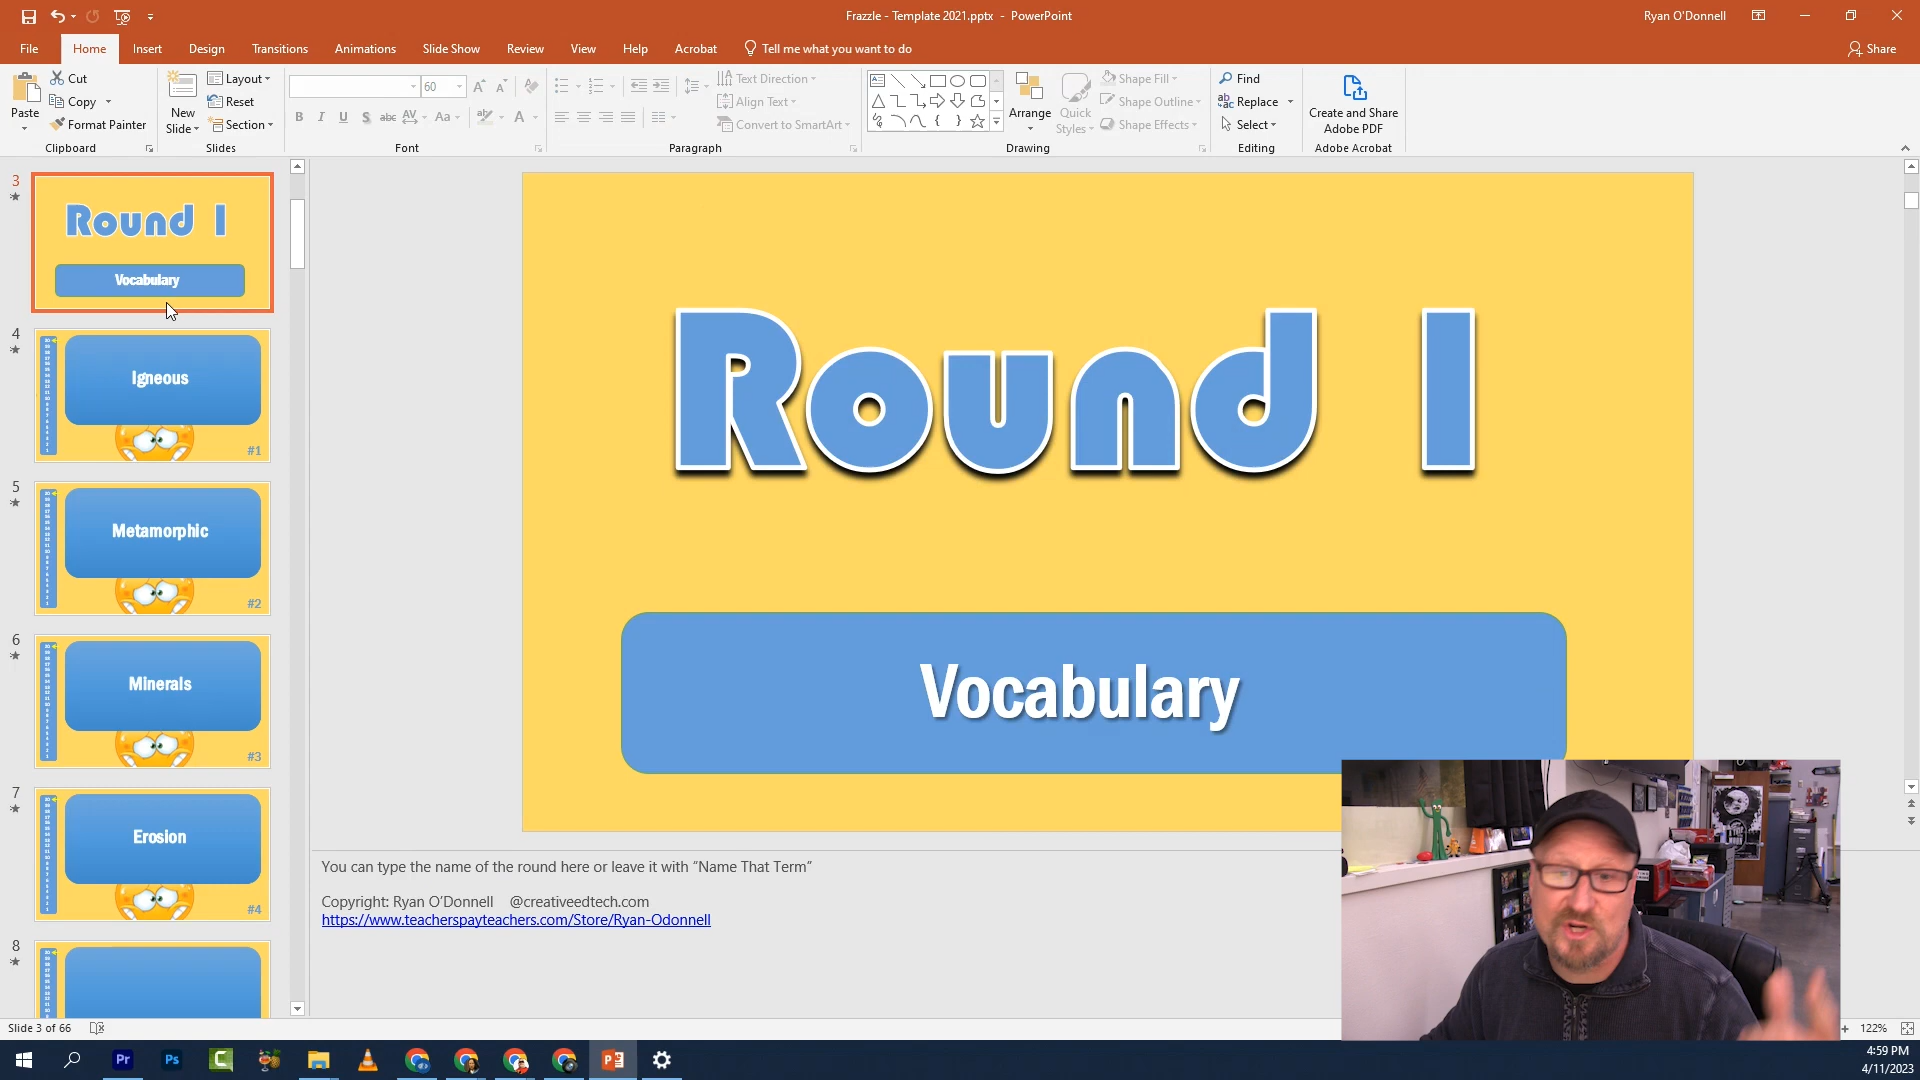 Frazzle - Template 2021.pptx - PowerPoint
Ryan O'Donnell
File Home Insert Design Transitions Animations Slide Show Review View Help Acrobat Tell me what you want to do
Share
Paste
Cut
Copy
Format Painter
Clipboard
New Slide
Layout
Reset
Section
Slides
60
B I U S abc AV Aa A
Font
Text Direction
Align Text
Convert to SmartArt
Paragraph
Arrange
Quick Styles
Shape Fill
Shape Outline
Shape Effects
Drawing
Find
Replace
Select
Editing
Create and Share Adobe PDF
Adobe Acrobat
3
Round 1
Vocabulary
4
Igneous
#1
5
Metamorphic
#2
6
Minerals
#3
7
Erosion
#4
8
Round 1
Vocabulary
You can type the name of the round here or leave it with “Name That Term”
Copyright: Ryan O’Donnell @creativeedtech.com
https://www.teacherspayteachers.com/Store/Ryan-Odonnell
Slide 3 of 66
122%
Pr Ps C
4:59 PM
4/11/2023